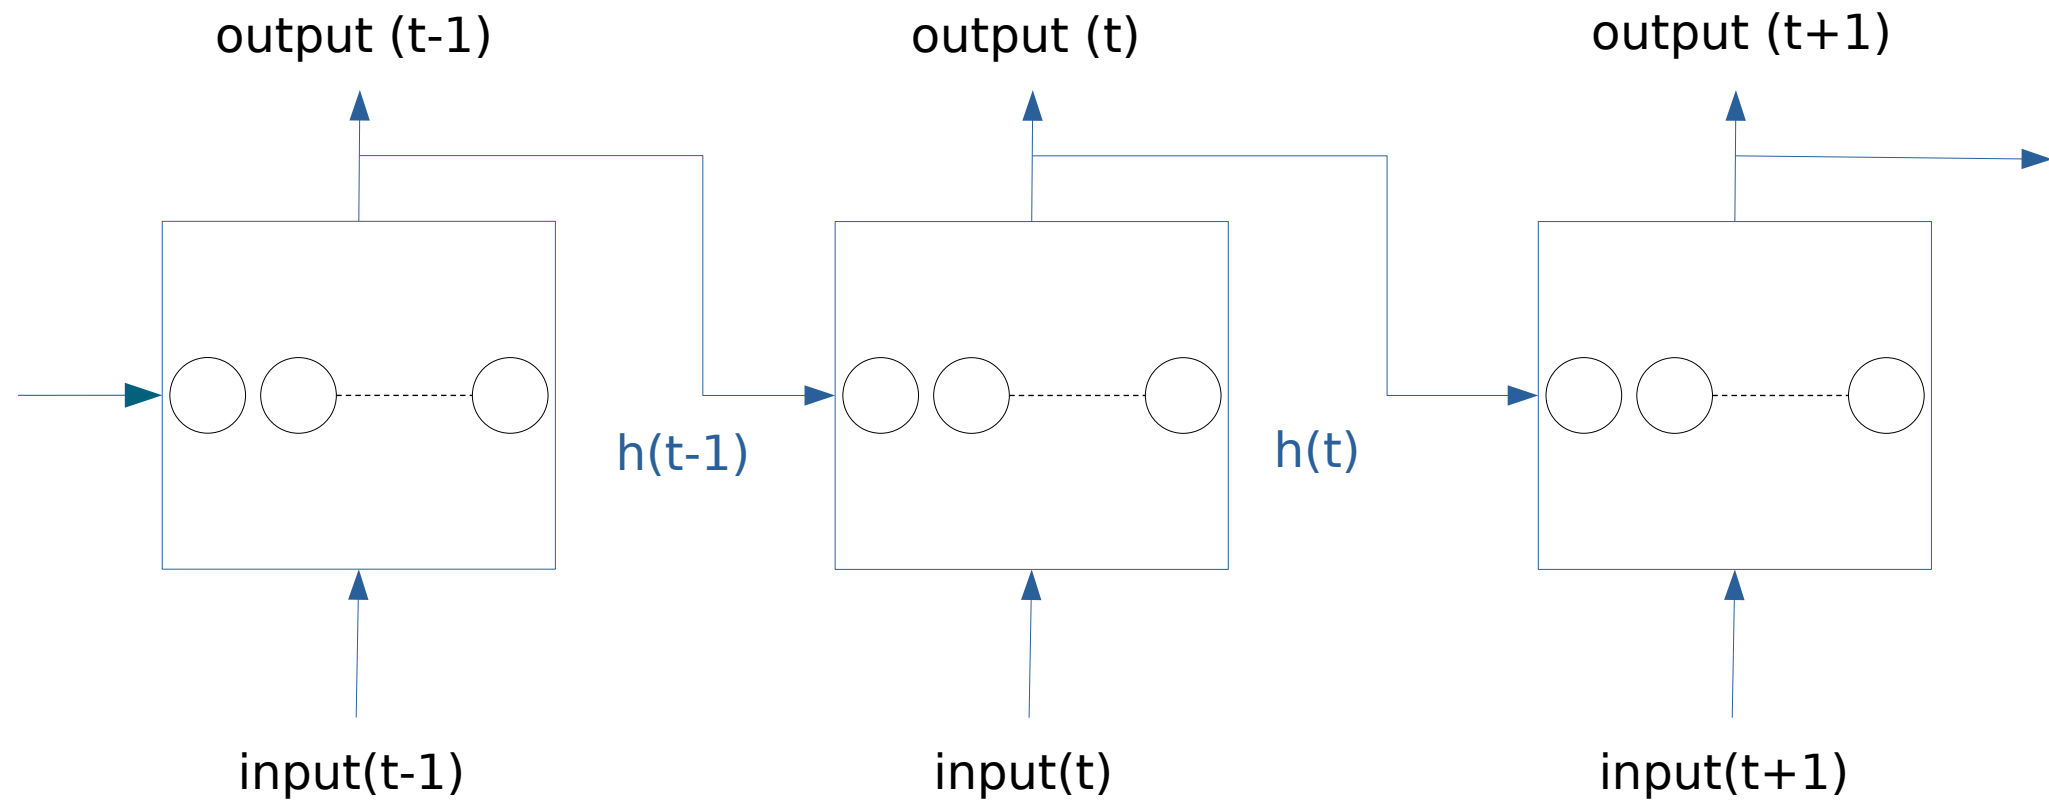 output (t-1)
output (t)
output (t+1)
h(t-1)
h(t)
input(t-1)
input(t)
input(t+1)